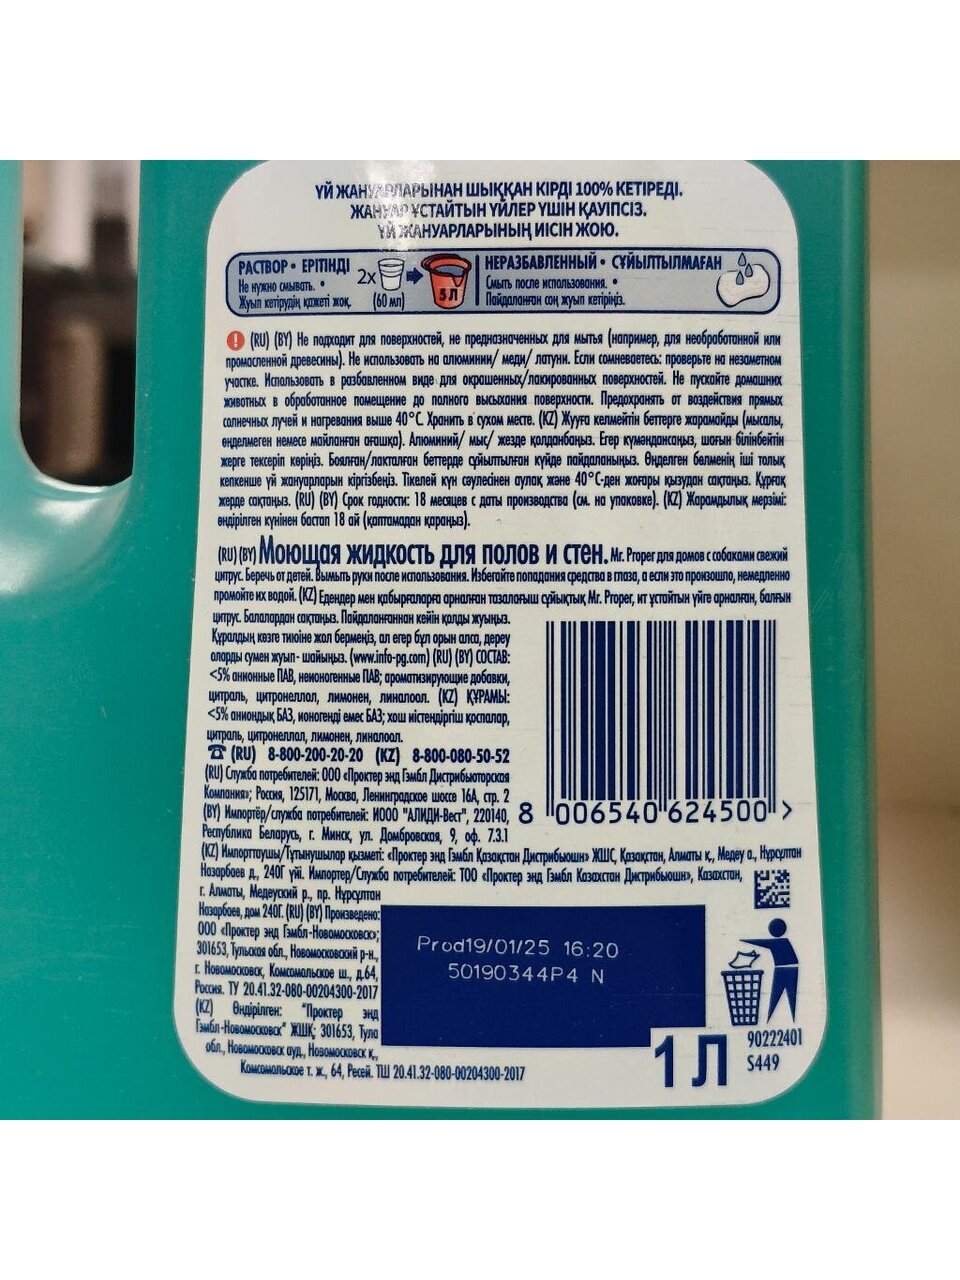 ҮЙ ЖАНУАРЛАРЫНАН ШЫҚҚАН КІРДІ 100% КЕТІРЕДІ.
ЖАНУАР ҰСТАЙТЫН ҮЙЛЕР ҮШІН ҚАУІПСІЗ.
ҮЙ ЖАНУАРЛАРЫНЫҢ ИІСІН ЖОЮ.
РАСТВОР • ЕРІТІНДІ
Не нужно смывать. •
Жуып кетірудің қажеті жоқ.
2x
(60 мл)
5 Л
НЕРАЗБАВЛЕННЫЙ • СҰЙЫЛТЫЛМАҒАН
Смыть после использования. •
Пайдаланған соң жуып кетіріңіз.
! (RU) (BY) Не подходит для поверхностей, не предназначенных для мытья (например, для необработанной или
промасленной древесины). Не использовать на алюминии/ меди/ латуни. Если сомневаетесь: проверьте на незаметном
участке. Использовать в разбавленном виде для окрашенных/лакированных поверхностей. Не пускайте домашних
животных в обработанное помещение до полного высыхания поверхности. Предохранять от воздействия прямых
солнечных лучей и нагревания выше 40°C. Хранить в сухом месте. (KZ) Жууға келмейтін беттерге жарамайды (мысалы,
өңделмеген немесе майланған ағашқа). Алюминий/ мыс/ жезде қолданбаңыз. Егер күмәндансаңыз, шағын білінбейтін
жерге тексеріп көріңіз. Боялған/лакталған беттерде сұйылтылған күйде пайдаланыңыз. Өңделген бөлменің іші толық
кепкенше үй жануарларын кіргізбеңіз. Тікелей күн сәулесінен аулақ және 40°C-ден жоғары қызудан сақтаңыз. Құрғақ
жерде сақтаңыз. (RU) (BY) Срок годности: 18 месяцев с даты производства (см. на упаковке). (KZ) Жарамдылық мерзімі:
өндірілген күнінен бастап 18 ай (қаптамадан қараңыз).
(RU) (BY) Моющая жидкость для полов и стен. Mr. Proper для домов с собаками свежий
цитрус. Беречь от детей. Вымыть руки после использования. Избегайте попадания средства в глаза, а если это произошло, немедленно
промойте их водой. (KZ) Едендер мен қабырғаларға арналған тазалағыш сұйықтық Mr. Proper, ит ұстайтын үйге арналған, балғын
цитрус. Балалардан сақтаңыз. Пайдаланғаннан кейін қолды жуыңыз.
Құралдың көзге тиюіне жол бермеңіз, ал егер бұл орын алса, дереу
оларды сумен жуып- шайыңыз. (www.info-pg.com) (RU) (BY) СОСТАВ:
<5% анионные ПАВ, неионогенные ПАВ; ароматизирующие добавки,
цитраль, цитронеллол, лимонен, линалоол. (KZ) ҚҰРАМЫ:
<5% аниондық БАЗ, ионогенді емес БАЗ; хош иістендіргіш қоспалар,
цитраль, цитронеллол, лимонен, линалоол.
☎ (RU) 8-800-200-20-20 (KZ) 8-800-080-50-52
(RU) Служба потребителей: ООО «Проктер энд Гэмбл Дистрибьюторская
Компания»; Россия, 125171, Москва, Ленинградское шоссе 16А, стр. 2
(BY) Импортёр/служба потребителей: ИООО "АЛИДИ-Вест", 220140,
Республика Беларусь, г. Минск, ул. Домбровская, 9, оф. 7.3.1
8 006540 624500 >
(KZ) Импорттаушы/Тұтынушылар қызметі: «Проктер энд Гэмбл Қазақстан Дистрибьюшн» ЖШС, Қазақстан, Алматы қ., Медеу а., Нұрсұлтан
Назарбаев д., 240Г үйі. Импортер/Служба потребителей: ТОО «Проктер энд Гэмбл Казахстан Дистрибьюшн», Казахстан,
г. Алматы, Медеуский р., пр. Нұрсұлтан
Назарбаев, дом 240Г. (RU) (BY) Произведено:
ООО «Проктер энд Гэмбл-Новомосковск»;
301653, Тульская обл., Новомосковский р-н,
г. Новомосковск, Комсомольское ш., д.64,
Россия. ТУ 20.41.32-080-00204300-2017
(KZ) Өндірілген: "Проктер энд
Гэмбл-Новомосковск" ЖШҚ; 301653, Тула
обл., Новомосковск ауд., Новомосковск қ.,
Комсомольское т. ж., 64, Ресей. ТШ 20.41.32-080-00204300-2017
Prod19/01/25 16:20
50190344P4 N
1 Л
90222401
S449